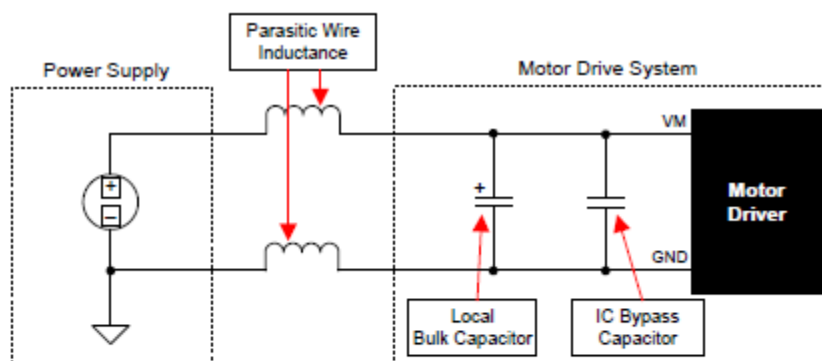 Parasitic Wire
Inductance
Power Supply
Motor Drive System
VM
+
−
+
Motor
Driver
GND
Local
Bulk Capacitor
IC Bypass
Capacitor